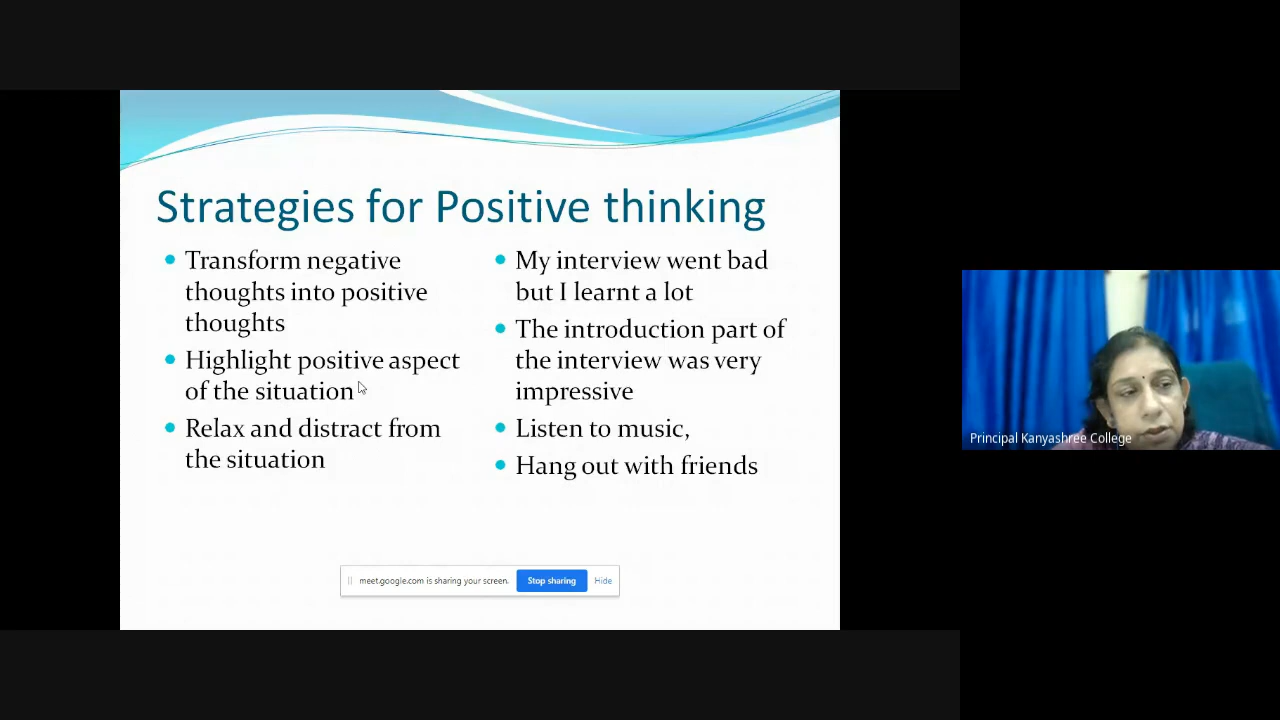 Strategies for Positive thinking
Transform negative
thoughts into positive
thoughts
Highlight positive aspect
of the situation
Relax and distract from
the situation
My interview went bad
but I learnt a lot
The introduction part of
the interview was very
impressive
Listen to music,
Hang out with friends
meet.google.com is sharing your screen. Stop sharing Hide
Principal Kanyashree College